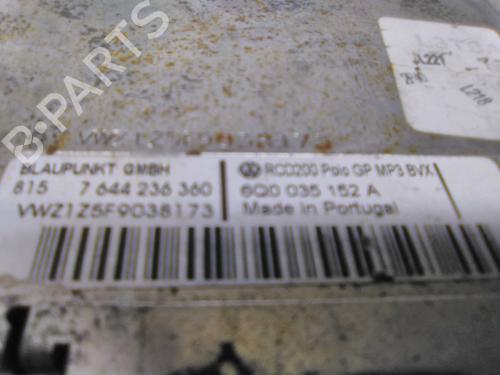 B-PARTS
BLAUPUNKT GMBH
815 7 644 236 360
VWZ1Z5F9038173
RCD200 Polo GP MP3 BVX
6Q0 035 152 A
Made in Portugal